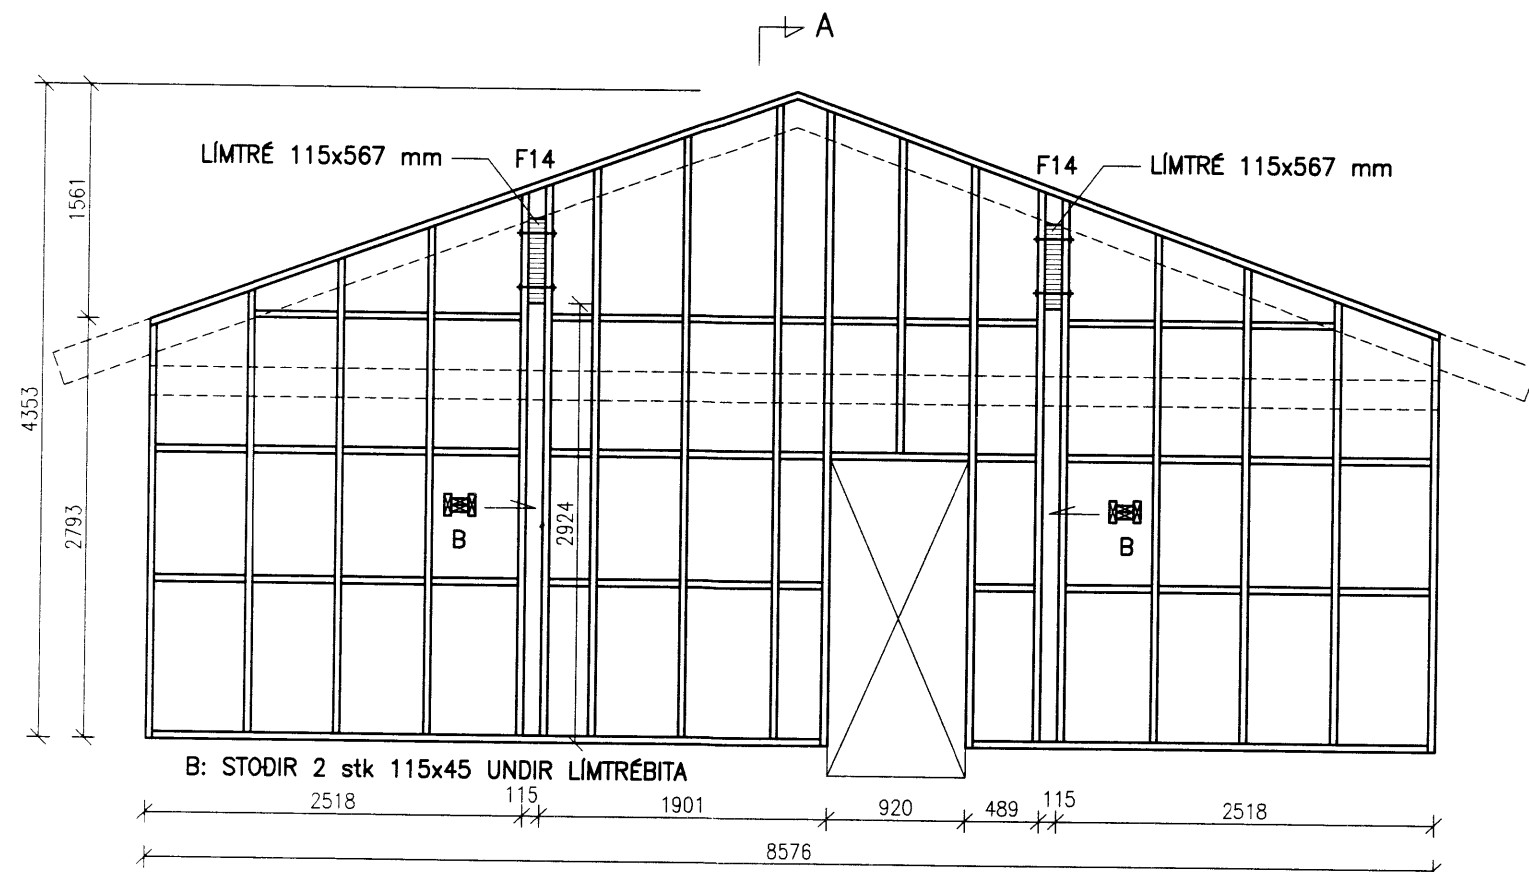 A
LÍMTRÉ 115x567 mm
F14
F14
LÍMTRÉ 115x567 mm
1561
4353
2793
2924
B
B
B: STOÐIR 2 stk 115x45 UNDIR LÍMTRÉBITA
2518
115
1901
920
489
115
2518
8576